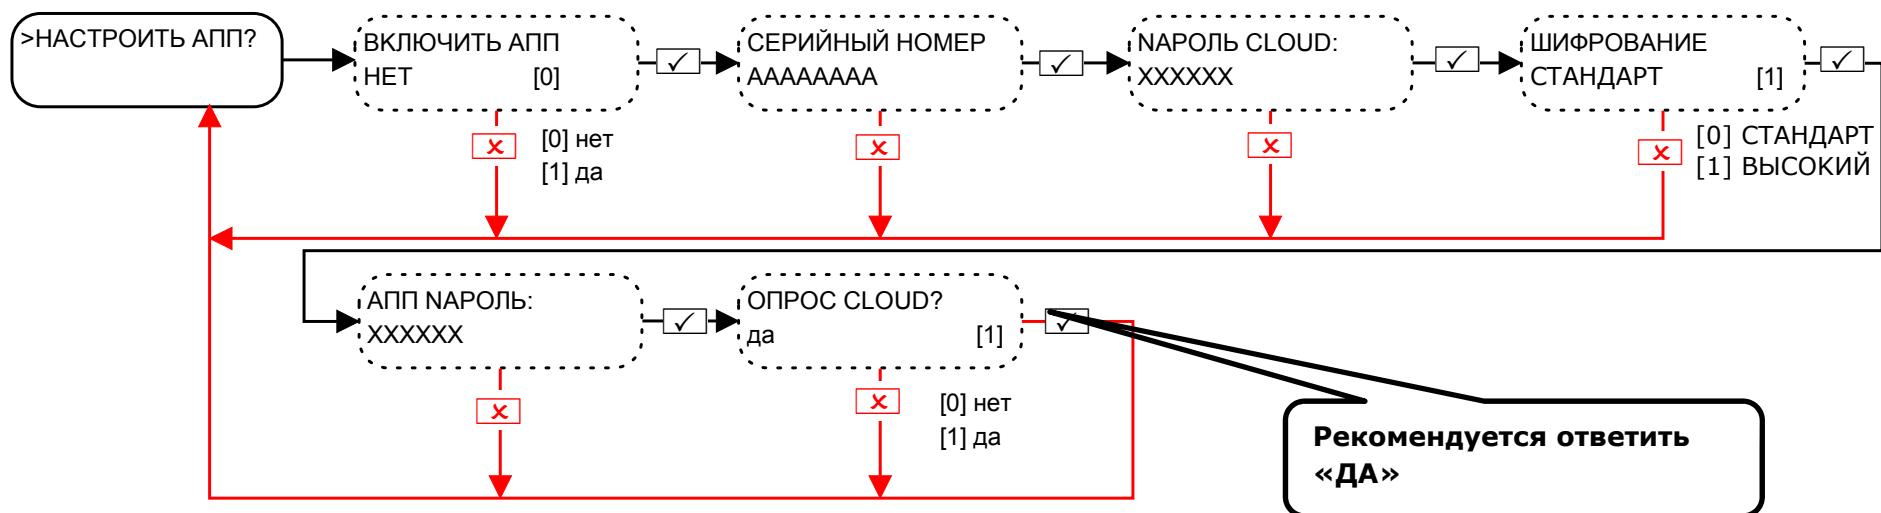 >НАСТРОИТЬ АПП?
ВКЛЮЧИТЬ АПП
НЕТ [0]
СЕРИЙНЫЙ НОМЕР
AAAAAAAA
NАРОЛЬ CLOUD:
XXXXXX
ШИФРОВАНИЕ
СТАНДАРТ [1]
[0] нет
[1] да
[0] СТАНДАРТ
[1] ВЫСОКИЙ
АПП NАРОЛЬ:
XXXXXX
ОПРОС CLOUD?
да [1]
[0] нет
[1] да
Рекомендуется ответить
«ДА»